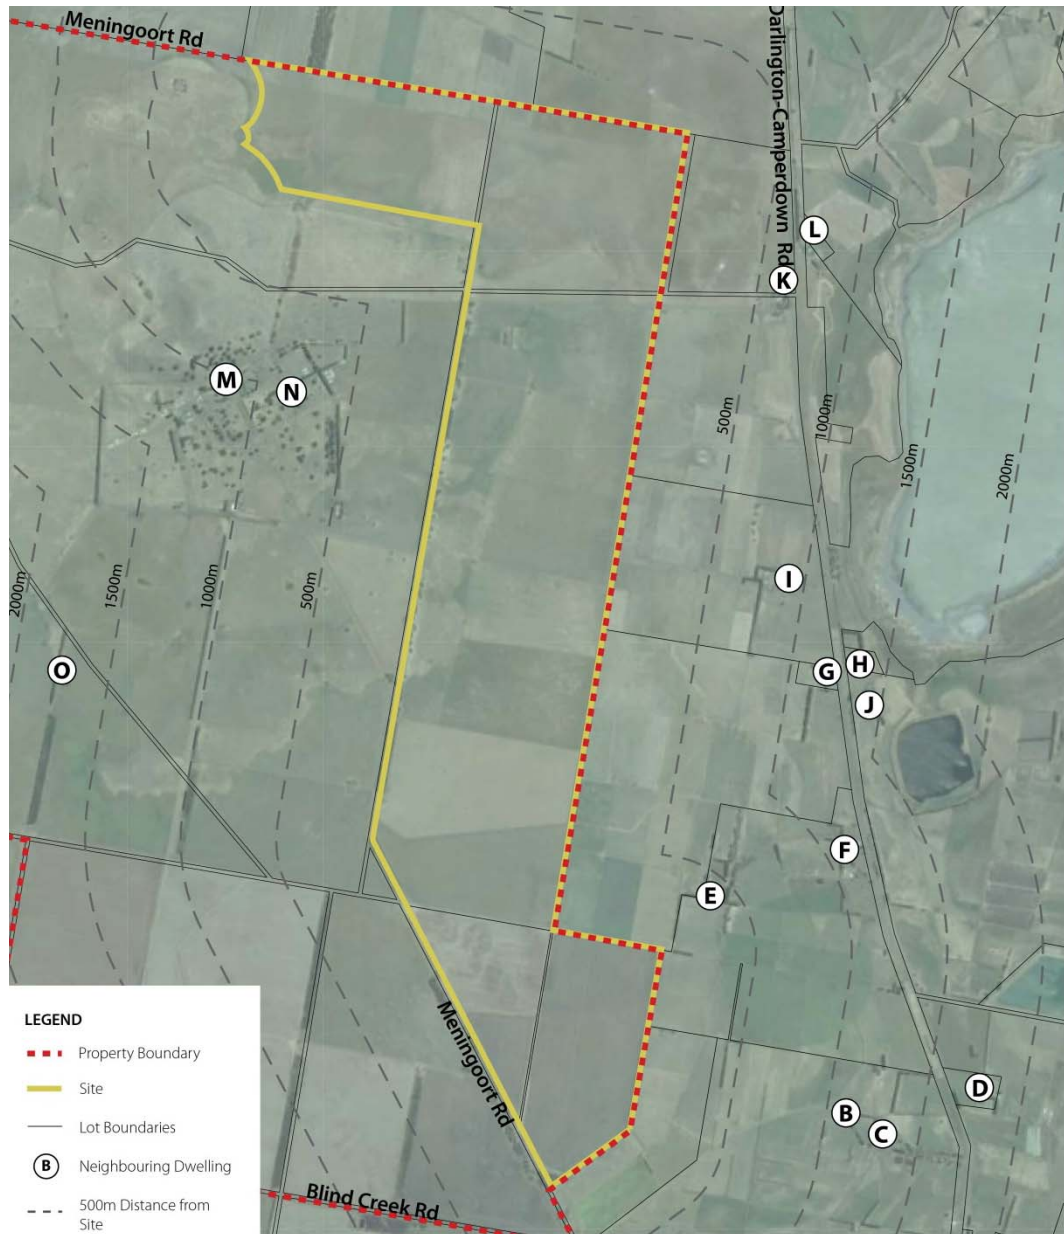 Meningoort Rd
Darlington-Camperdown Rd
L
K
M
N
500m
1000m
1500m
2000m
2000m
1500m
1000m
500m
I
O
G
H
J
F
E
Meningoort Rd
D
B
C
Blind Creek Rd
LEGEND
Property Boundary
Site
Lot Boundaries
B
Neighbouring Dwelling
500m Distance from
Site